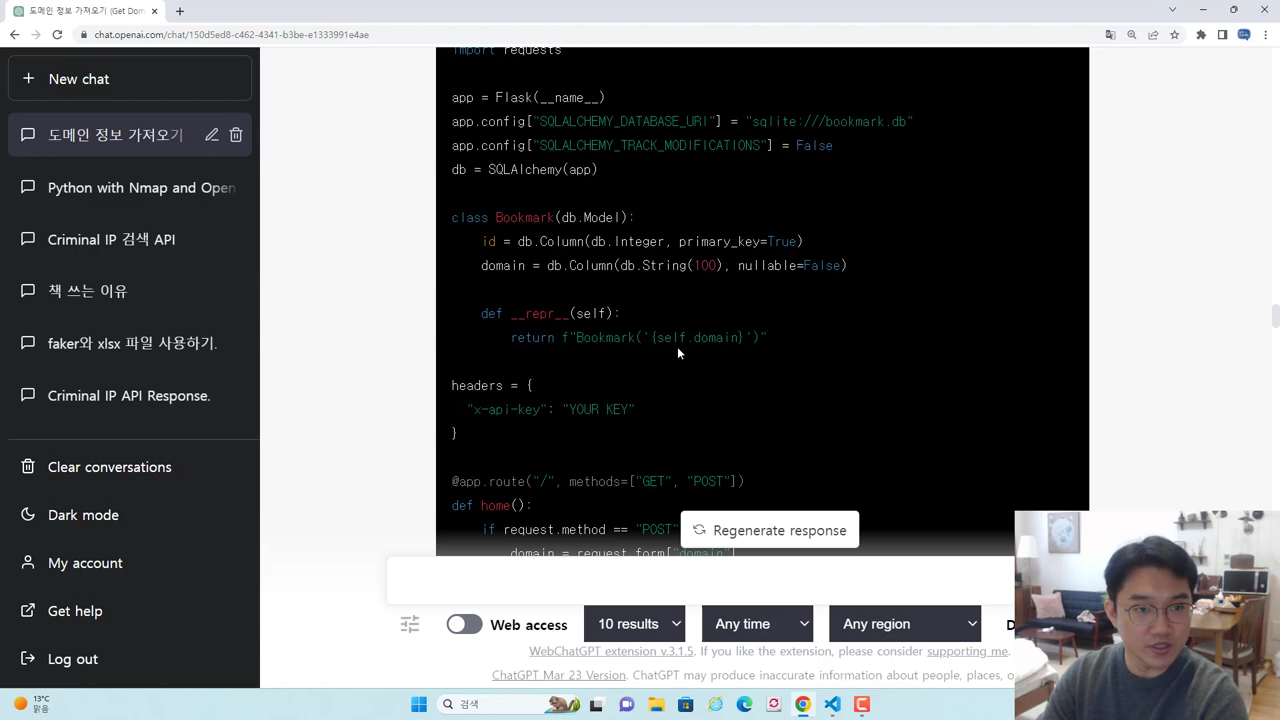 도메인 정보 가져오기 (Get Dom
chat.openai.com/chat/150d5ed8-c462-4341-b3be-e1333991e4ae
New chat
도메인 정보 가져오기
Python with Nmap and Open
Criminal IP 검색 API
책 쓰는 이유
faker와 xlsx 파일 사용하기.
Criminal IP API Response.
Clear conversations
Dark mode
My account
Get help
Log out
import requests
app = Flask(__name__)
app.config["SQLALCHEMY_DATABASE_URI"] = "sqlite:///bookmark.db"
app.config["SQLALCHEMY_TRACK_MODIFICATIONS"] = False
db = SQLAlchemy(app)
class Bookmark(db.Model):
id = db.Column(db.Integer, primary_key=True)
domain = db.Column(db.String(100), nullable=False)
def __repr__(self):
return f"Bookmark('{self.domain}')"
headers = {
"x-api-key": "YOUR KEY"
}
@app.route("/", methods=["GET", "POST"])
def home():
if request.method == "POST"
domain = request.form["domain"]
Regenerate response
Web access
10 results
Any time
Any region
D
WebChatGPT extension v.3.1.5. If you like the extension, please consider supporting me.
ChatGPT Mar 23 Version. ChatGPT may produce inaccurate information about people, places, o
13°C
맑음
검색